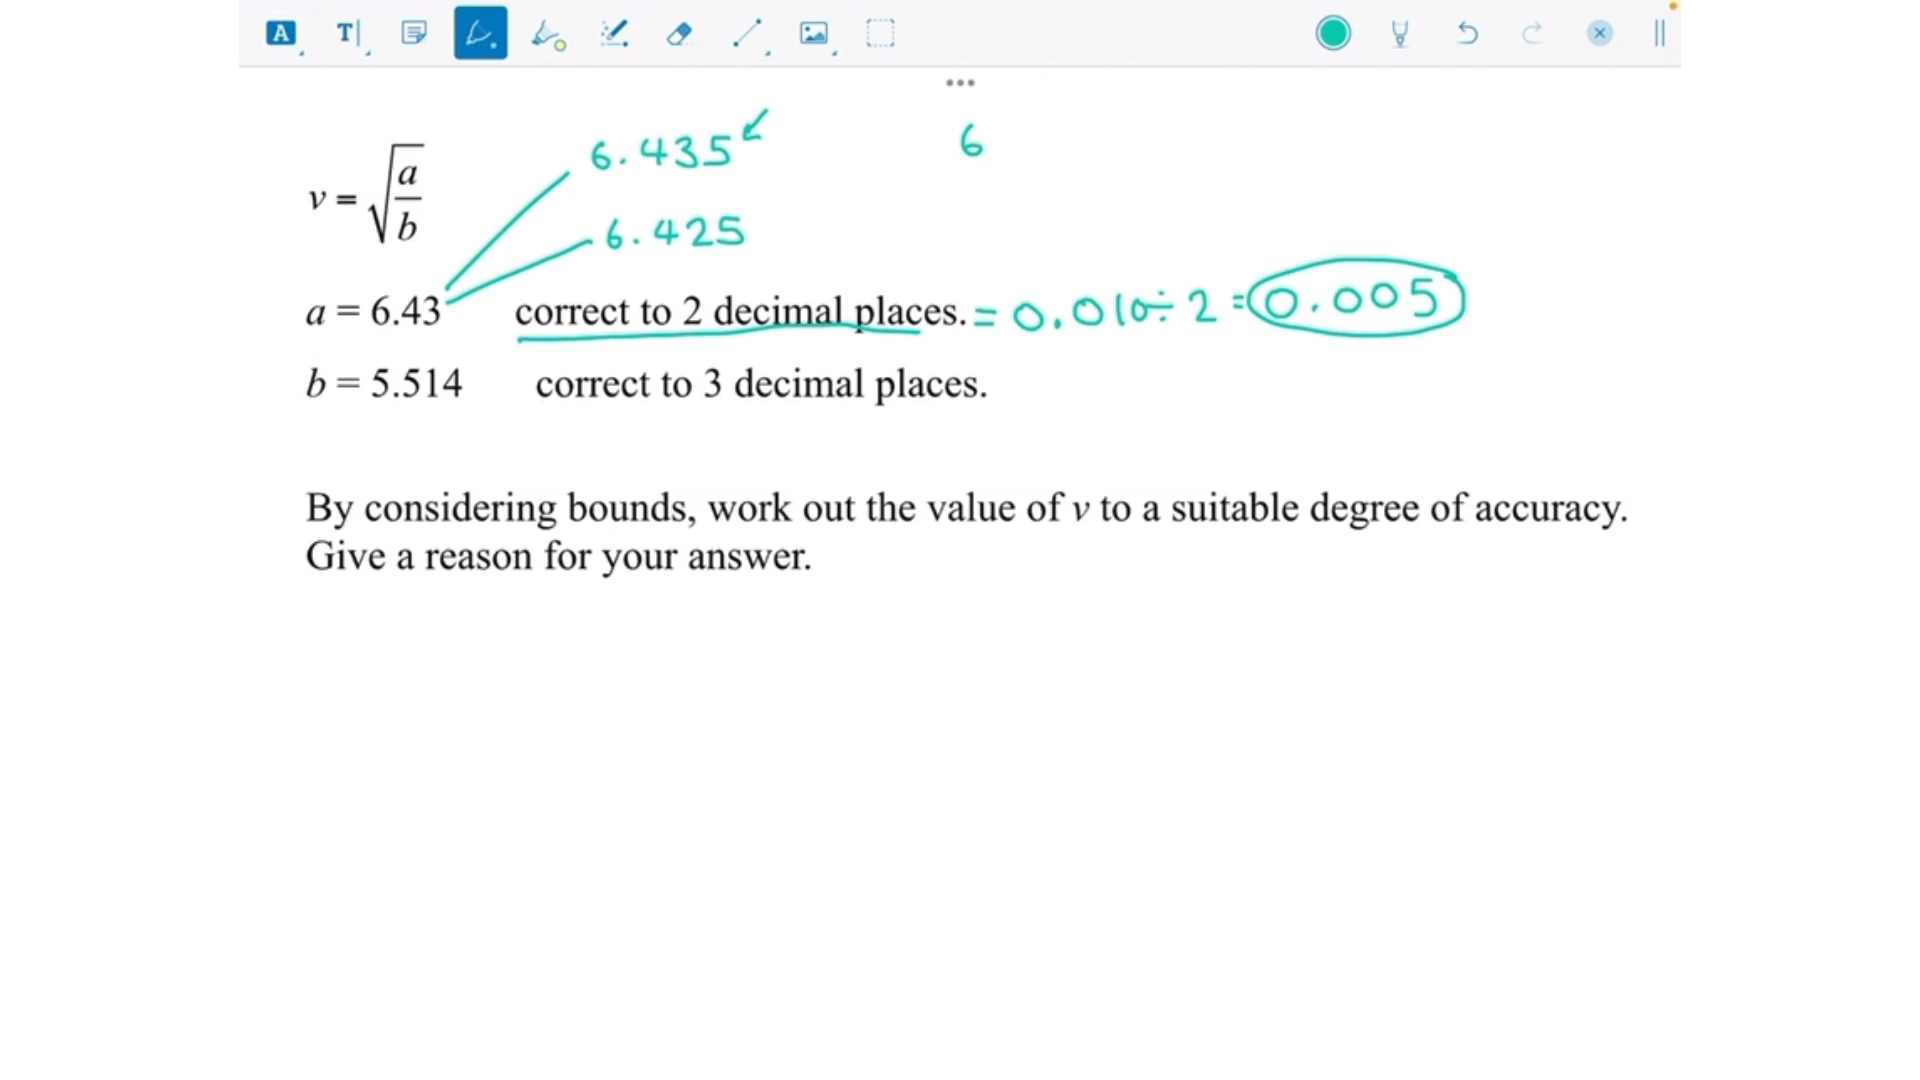 A T|
6.435 6
v = √a/b
6.425
a = 6.43 correct to 2 decimal places. = 0.010 ÷ 2 = 0.005
b = 5.514 correct to 3 decimal places.
By considering bounds, work out the value of v to a suitable degree of accuracy.
Give a reason for your answer.